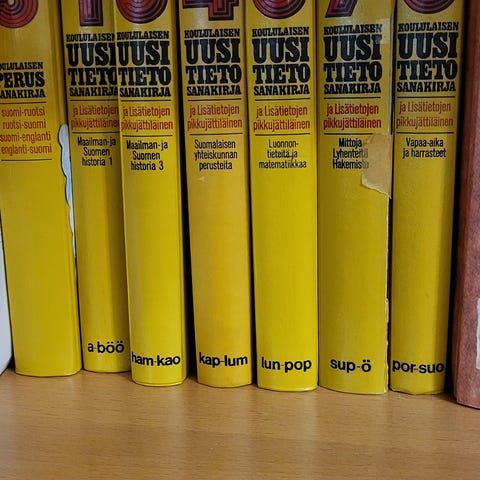 KOULULAISEN
PERUS
SANAKIRJA
suomi-ruotsi
ruotsi-suomi
suomi-englanti
englanti-suomi
KOULULAISEN
UUSI
TIETO
SANAKIRJA
ja Lisätietojen
pikkujättiläinen
Maailman- ja
Suomen
historia 1
a-böö
KOULULAISEN
UUSI
TIETO
SANAKIRJA
ja Lisätietojen
pikkujättiläinen
Maailman- ja
Suomen
historia 3
ham-kao
4
KOULULAISEN
UUSI
TIETO
SANAKIRJA
ja Lisätietojen
pikkujättiläinen
Suomalaisen
yhteiskunnan
perusteita
kap-lum
KOULULAISEN
UUSI
TIETO
SANAKIRJA
ja Lisätietojen
pikkujättiläinen
Luonnon-
tieteitä ja
matematiikkaa
lun-pop
7
KOULULAISEN
UUSI
TIETO
SANAKIRJA
ja Lisätietojen
pikkujättiläinen
Mittoja
Lyhenteitä
Hakemisto
sup-ö
KOULULAISEN
UUSI
TIETO
SANAKIRJA
ja Lisätietojen
pikkujättiläinen
Vapaa-aika
ja harrasteet
por-suo